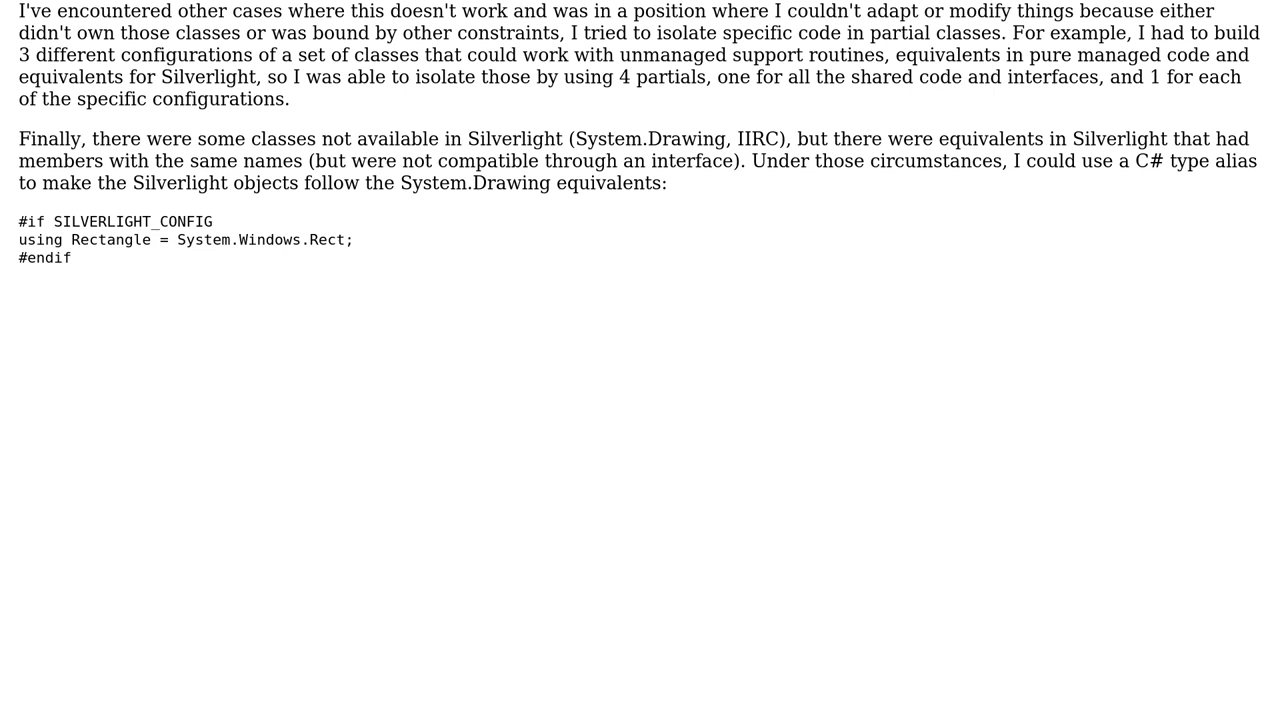 I've encountered other cases where this doesn't work and was in a position where I couldn't adapt or modify things because either
didn't own those classes or was bound by other constraints, I tried to isolate specific code in partial classes. For example, I had to build
3 different configurations of a set of classes that could work with unmanaged support routines, equivalents in pure managed code and
equivalents for Silverlight, so I was able to isolate those by using 4 partials, one for all the shared code and interfaces, and 1 for each
of the specific configurations.
Finally, there were some classes not available in Silverlight (System.Drawing, IIRC), but there were equivalents in Silverlight that had
members with the same names (but were not compatible through an interface). Under those circumstances, I could use a C# type alias
to make the Silverlight objects follow the System.Drawing equivalents:
#if SILVERLIGHT_CONFIG
using Rectangle = System.Windows.Rect;
#endif